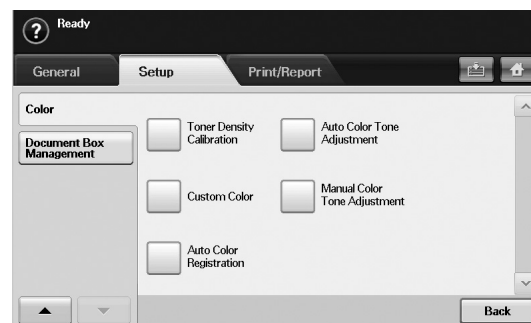 Ready
General
Setup
Print/Report
Color
Document Box
Management
Toner Density
Calibration
Auto Color Tone
Adjustment
Custom Color
Manual Color
Tone Adjustment
Auto Color
Registration
Back